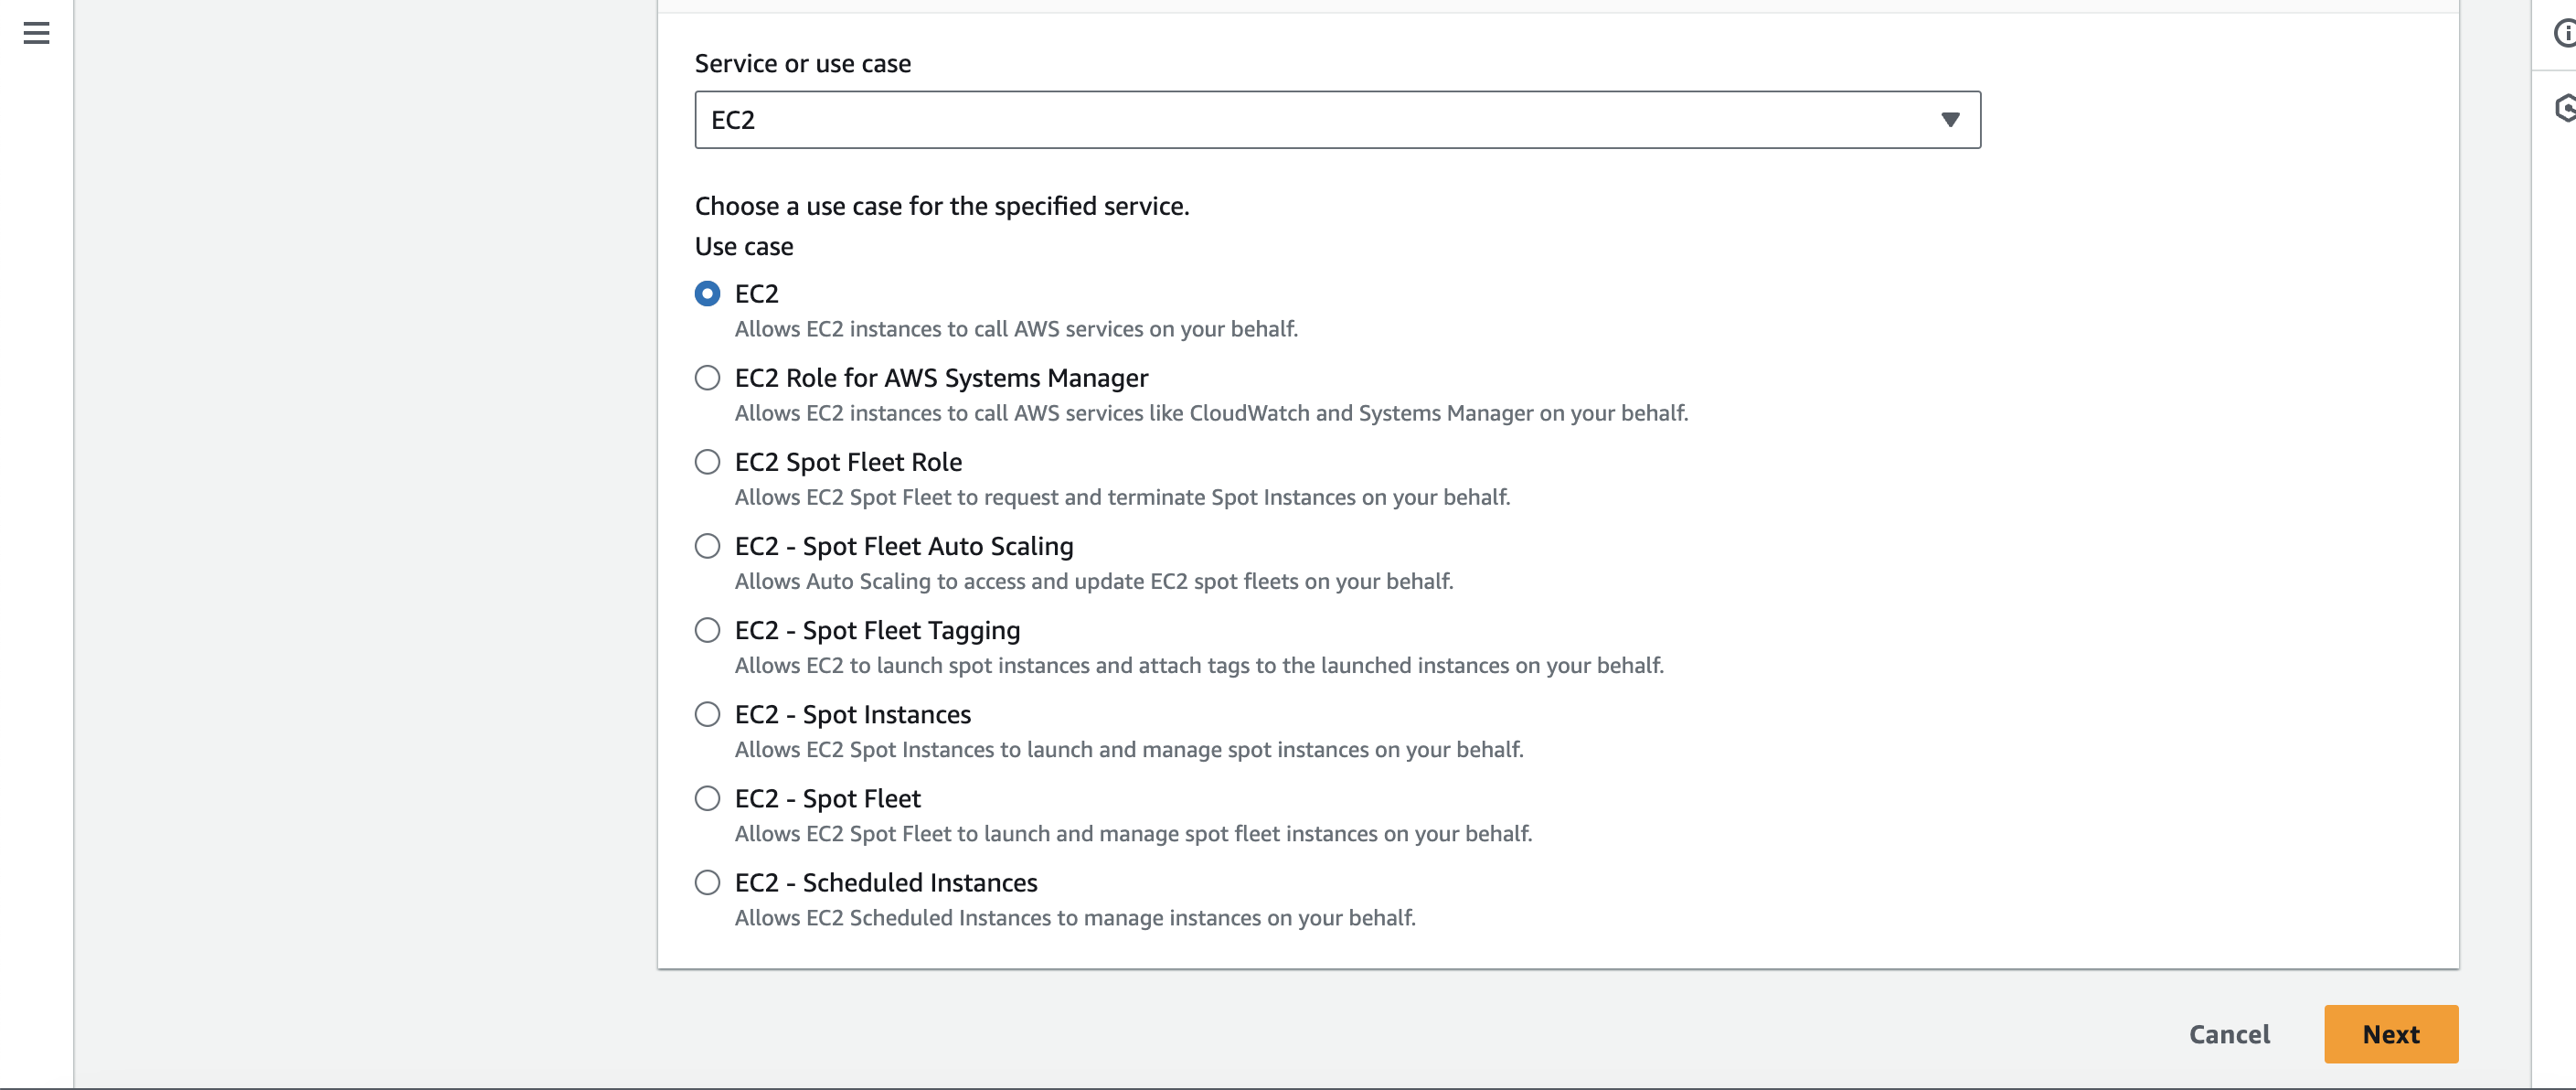 Service or use case
EC2
Choose a use case for the specified service.
Use case
EC2
Allows EC2 instances to call AWS services on your behalf.
EC2 Role for AWS Systems Manager
Allows EC2 instances to call AWS services like CloudWatch and Systems Manager on your behalf.
EC2 Spot Fleet Role
Allows EC2 Spot Fleet to request and terminate Spot Instances on your behalf.
EC2 - Spot Fleet Auto Scaling
Allows Auto Scaling to access and update EC2 spot fleets on your behalf.
EC2 - Spot Fleet Tagging
Allows EC2 to launch spot instances and attach tags to the launched instances on your behalf.
EC2 - Spot Instances
Allows EC2 Spot Instances to launch and manage spot instances on your behalf.
EC2 - Spot Fleet
Allows EC2 Spot Fleet to launch and manage spot fleet instances on your behalf.
EC2 - Scheduled Instances
Allows EC2 Scheduled Instances to manage instances on your behalf.
Cancel
Next